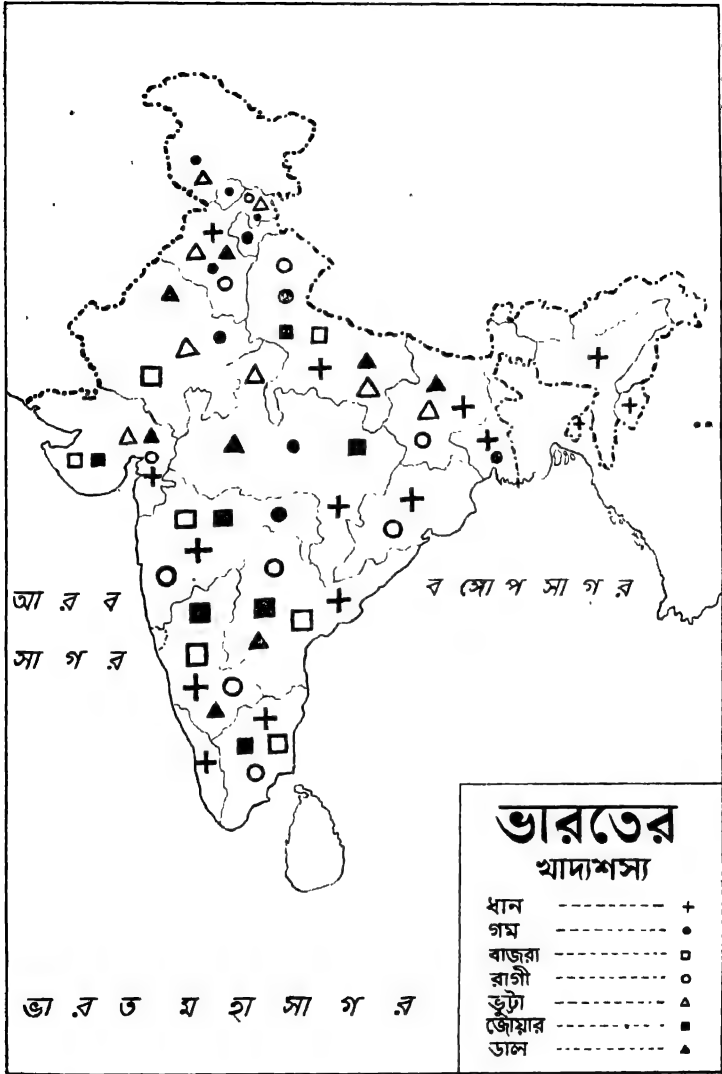 আ র ব
সা গ র
ব ঙ্গো প সা গ র
ভা র ত ম হা সা গ র
ভারতের
খাদ্যশস্য
ধান
গম
বাজরা
রাগী
ভুট্টা
জোয়ার
ডাল